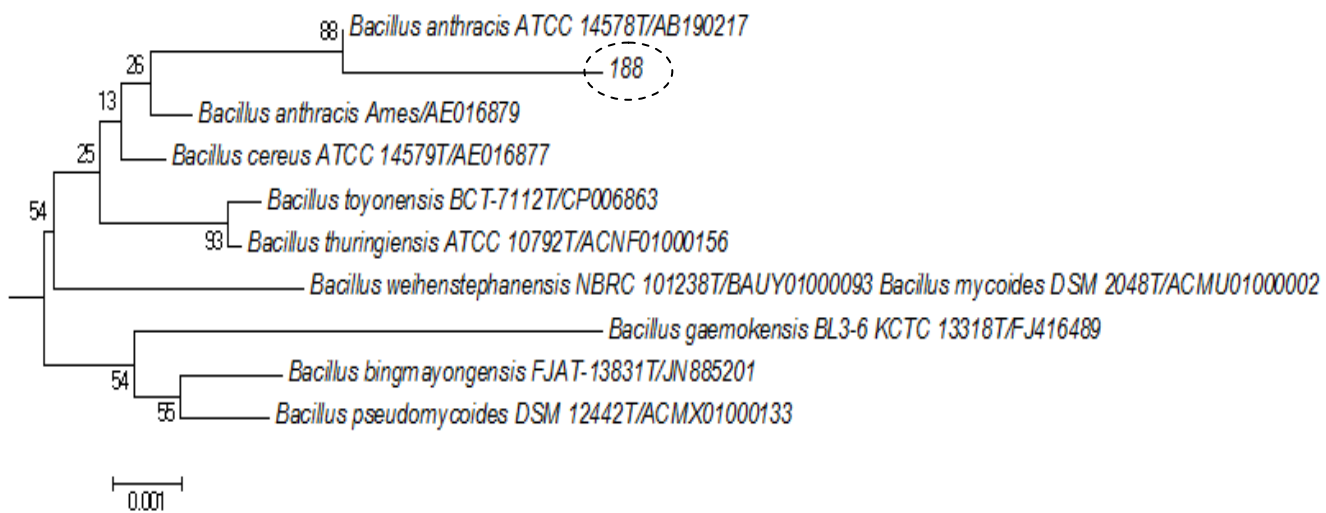 88 Bacillus anthracis ATCC 14578T/AB190217
26 188
13 Bacillus anthracis Ames/AE016879
25 Bacillus cereus ATCC 14579T/AE016877
54 Bacillus toyonensis BCT-7112T/CP006863
93 Bacillus thuringiensis ATCC 10792T/ACNF01000156
Bacillus weihenstephanensis NBRC 101238T/BAUY01000093 Bacillus mycoides DSM 2048T/ACMU01000002
Bacillus gaemokensis BL3-6 KCTC 13318T/FJ416489
54 Bacillus bingmayongensis FJAT-13831T/JN885201
55 Bacillus pseudomycoides DSM 12442T/ACMX01000133
0.001